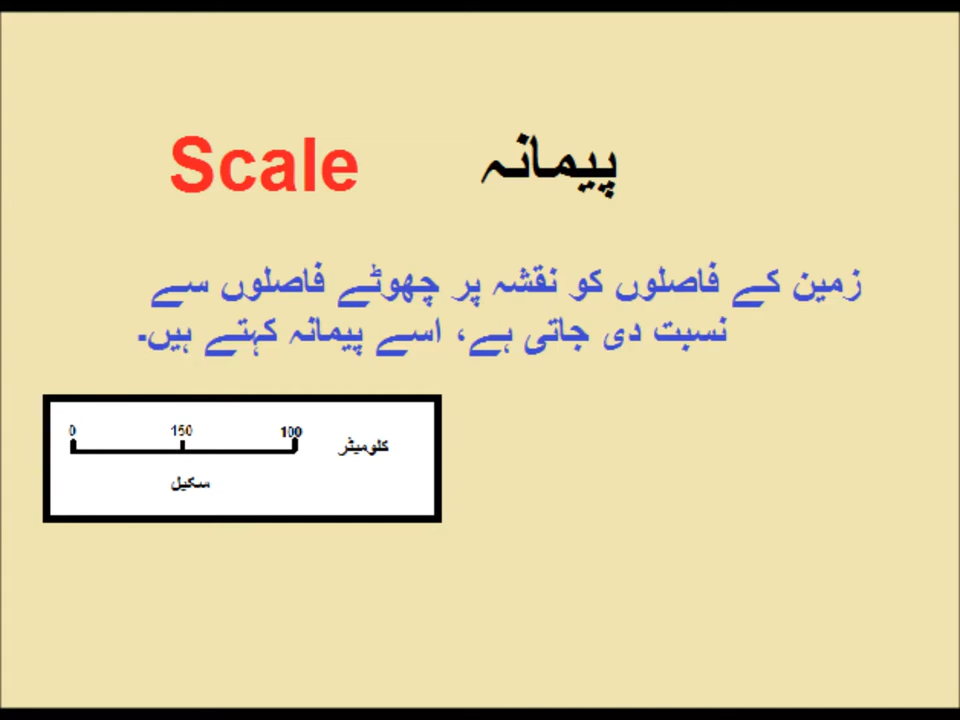 Scale پیمانہ
زمین کے فاصلوں کو نقشہ پر چھوٹے فاصلوں سے
نسبت دی جاتی ہے، اسے پیمانہ کہتے ہیں۔
0 150 100
کلومیٹر
سکیل